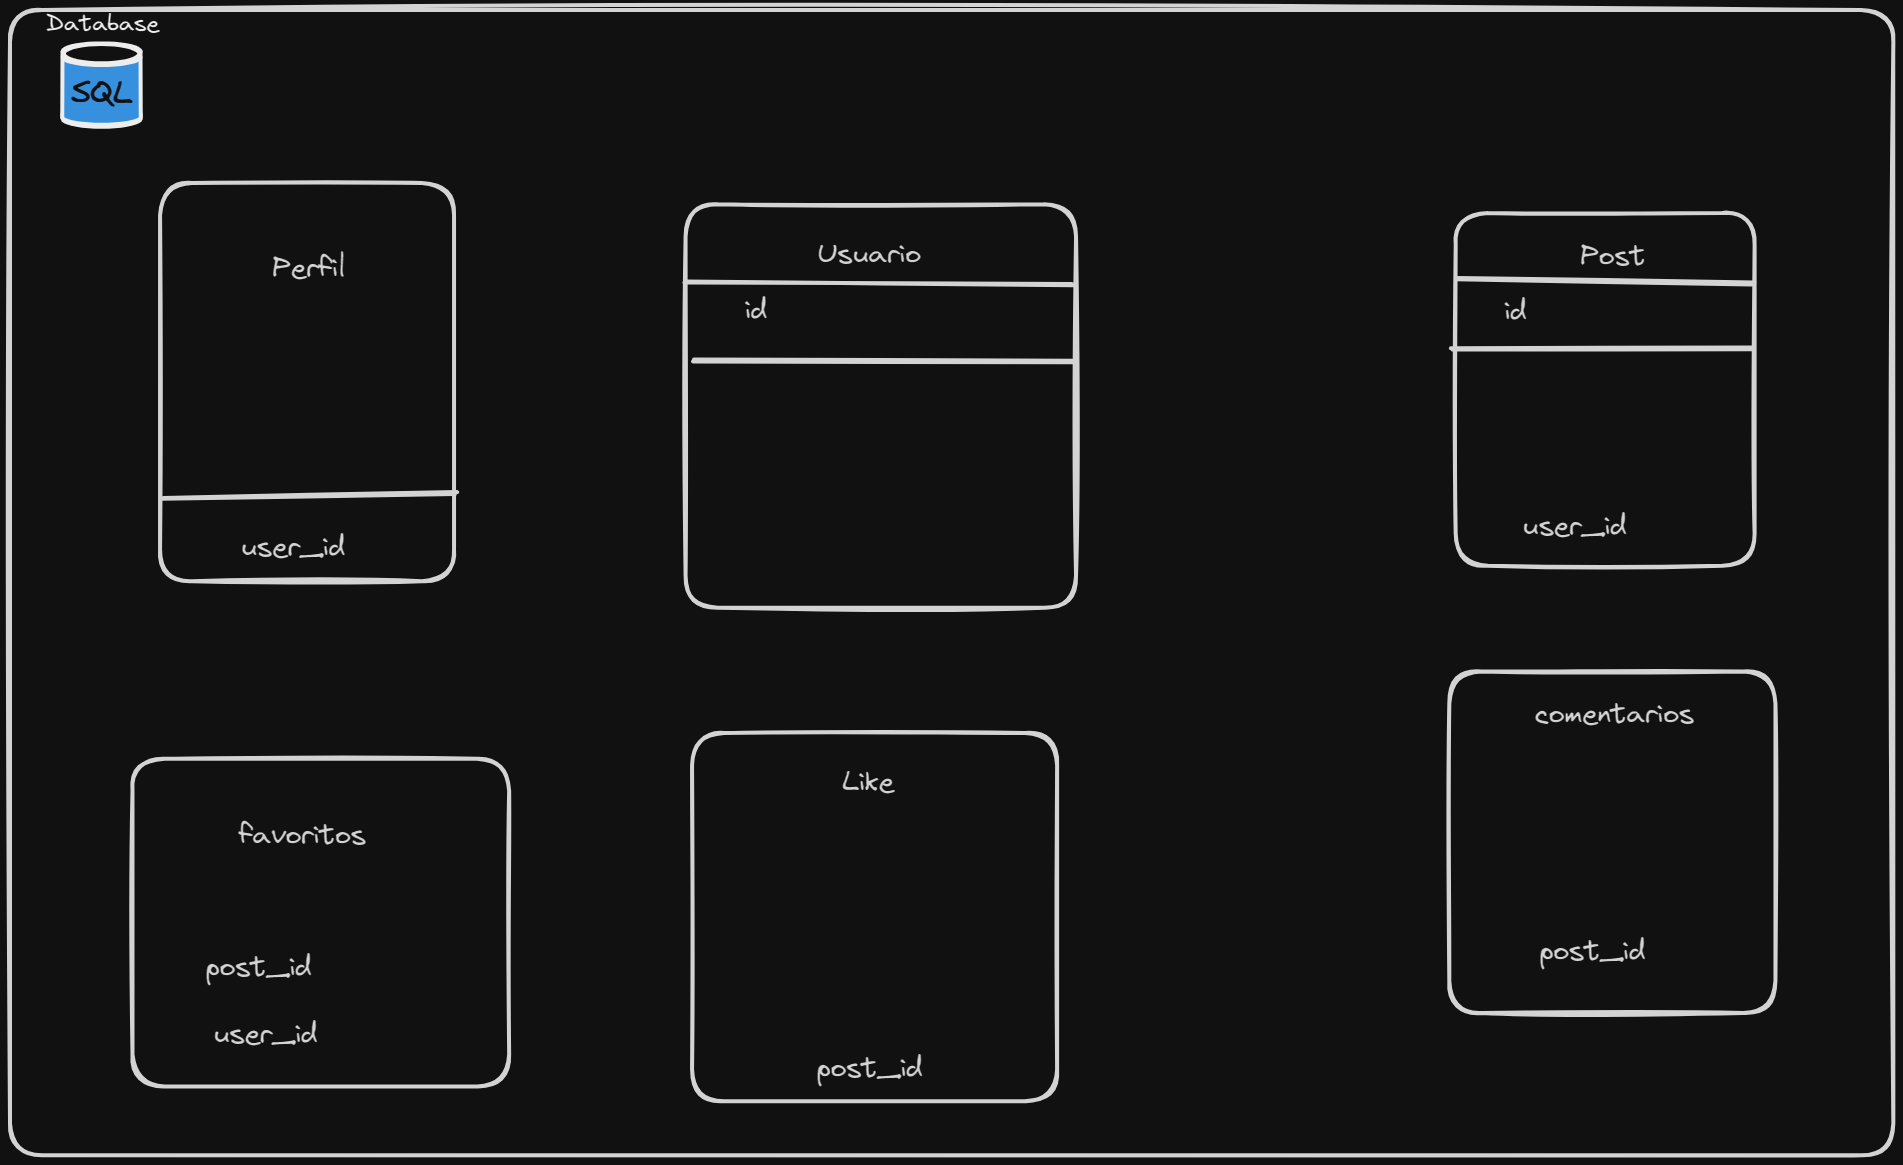 Database
SQL
Perfil
user_id
Usuario
id
Post
id
user_id
favoritos
post_id
user_id
Like
post_id
comentarios
post_id